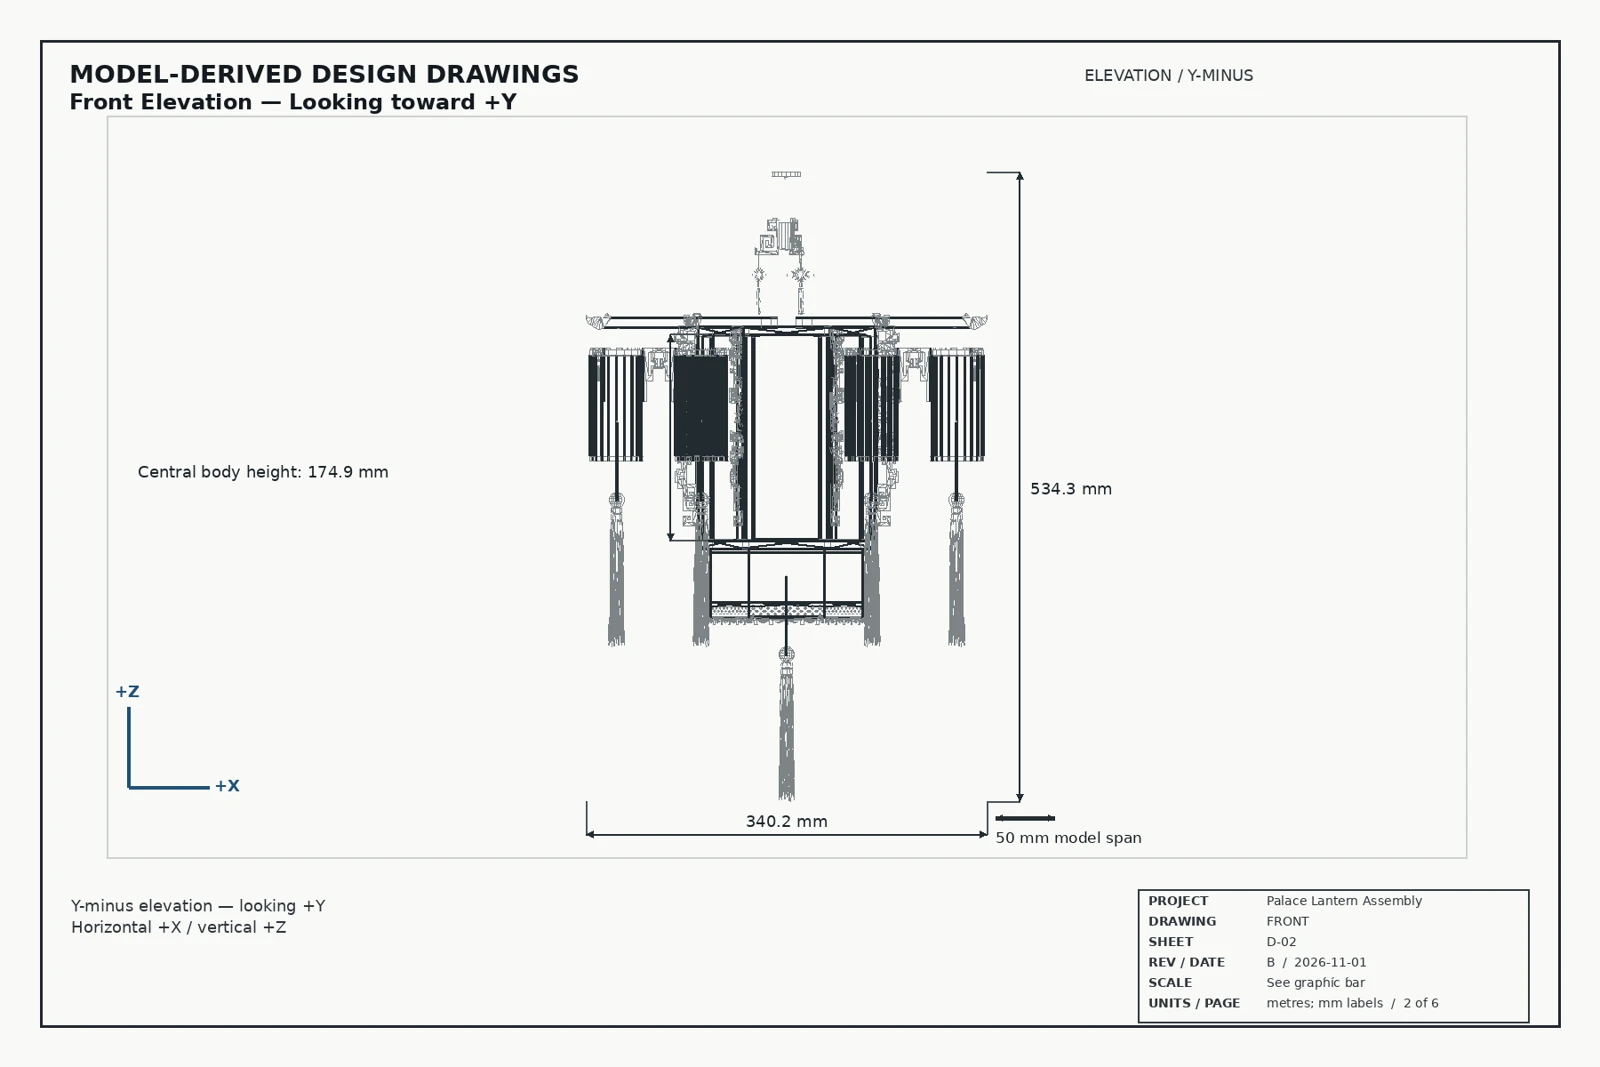 MODEL-DERIVED DESIGN DRAWINGS
Front Elevation — Looking toward +Y
ELEVATION / Y-MINUS
Central body height: 174.9 mm
534.3 mm
+Z
+X
340.2 mm
50 mm model span
Y-minus elevation — looking +Y
Horizontal +X / vertical +Z
PROJECT Palace Lantern Assembly
DRAWING FRONT
SHEET D-02
REV / DATE B / 2026-11-01
SCALE See graphic bar
UNITS / PAGE metres; mm labels / 2 of 6